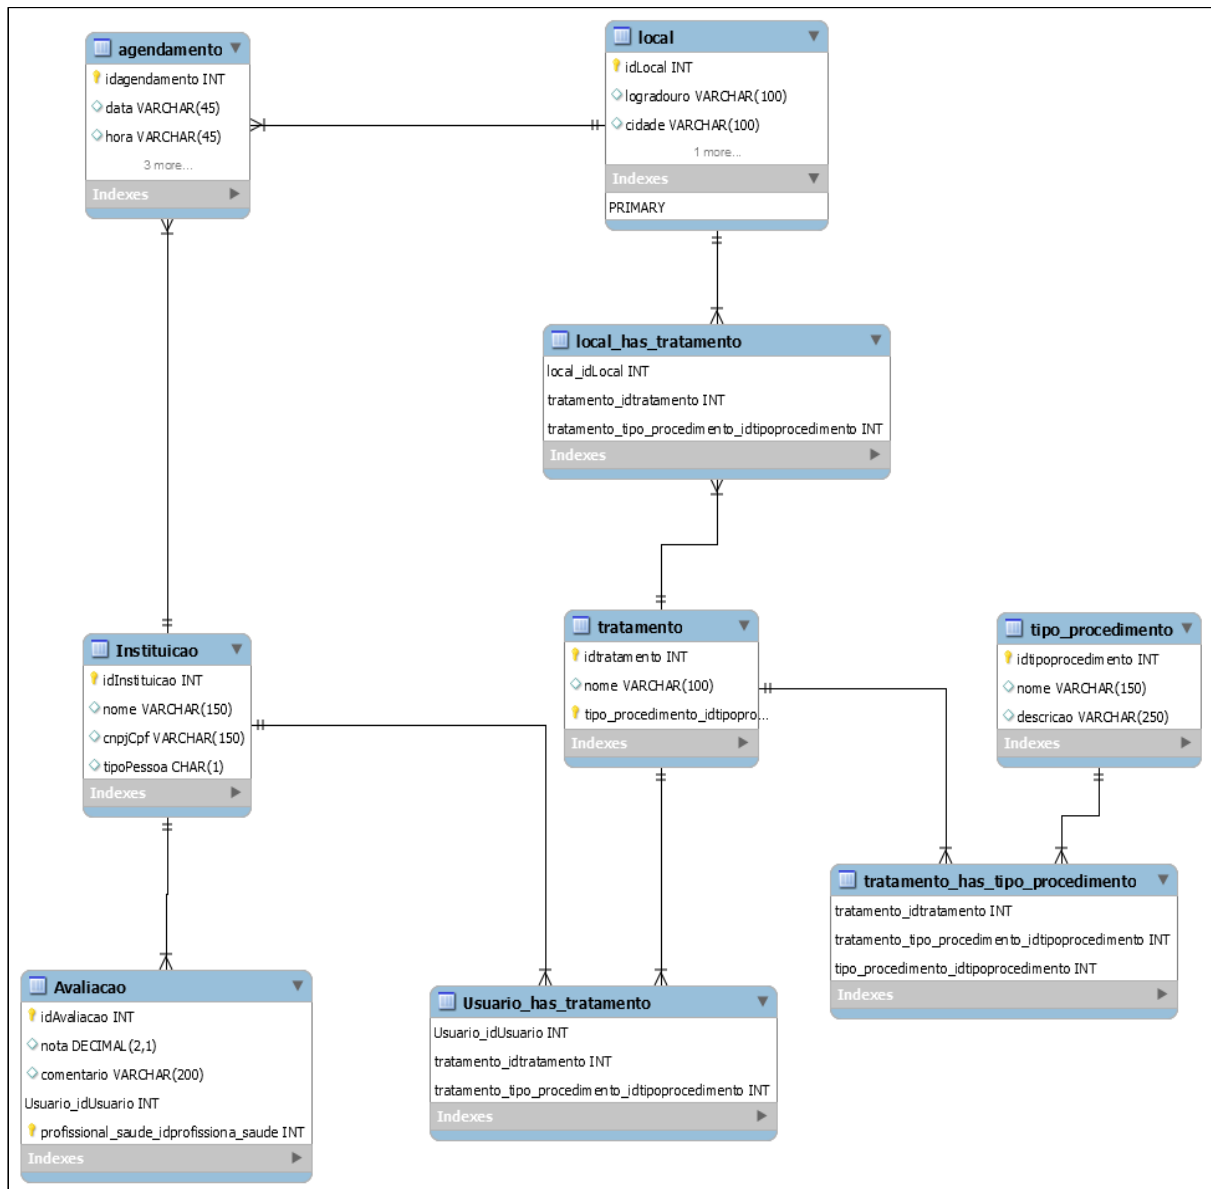 agendamento
idagendamento INT
data VARCHAR(45)
hora VARCHAR(45)
3 more...
Indexes
local
idLocal INT
logradouro VARCHAR(100)
cidade VARCHAR(100)
1 more...
Indexes
PRIMARY
local_has_tratamento
local_idLocal INT
tratamento_idtratamento INT
tratamento_tipo_procedimento_idtipoprocedimento INT
Indexes
Instituicao
idInstituicao INT
nome VARCHAR(150)
cnpjCpf VARCHAR(150)
tipoPessoa CHAR(1)
Indexes
tratamento
idtratamento INT
nome VARCHAR(100)
tipo_procedimento_idtipopro...
Indexes
tipo_procedimento
idtipoprocedimento INT
nome VARCHAR(150)
descricao VARCHAR(250)
Indexes
tratamento_has_tipo_procedimento
tratamento_idtratamento INT
tratamento_tipo_procedimento_idtipoprocedimento INT
tipo_procedimento_idtipoprocedimento INT
Indexes
Avaliacao
idAvaliacao INT
nota DECIMAL(2,1)
comentario VARCHAR(200)
Usuario_idUsuario INT
profissional_saude_idprofissiona_saude INT
Indexes
Usuario_has_tratamento
Usuario_idUsuario INT
tratamento_idtratamento INT
tratamento_tipo_procedimento_idtipoprocedimento INT
Indexes